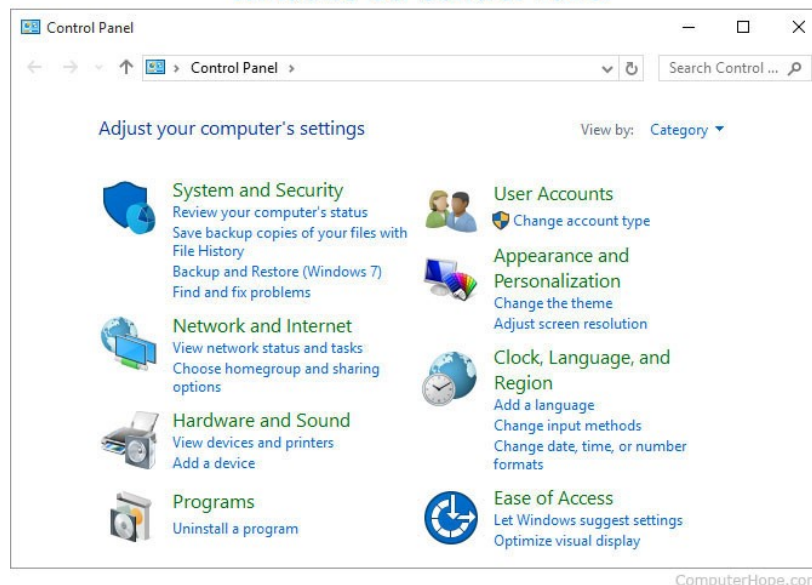 Control Panel
Control Panel
Search Control ...
Adjust your computer's settings
View by: Category
System and Security
Review your computer's status
Save backup copies of your files with
File History
Backup and Restore (Windows 7)
Find and fix problems
Network and Internet
View network status and tasks
Choose homegroup and sharing
options
Hardware and Sound
View devices and printers
Add a device
Programs
Uninstall a program
User Accounts
Change account type
Appearance and
Personalization
Change the theme
Adjust screen resolution
Clock, Language, and
Region
Add a language
Change input methods
Change date, time, or number
formats
Ease of Access
Let Windows suggest settings
Optimize visual display
ComputerHope.com